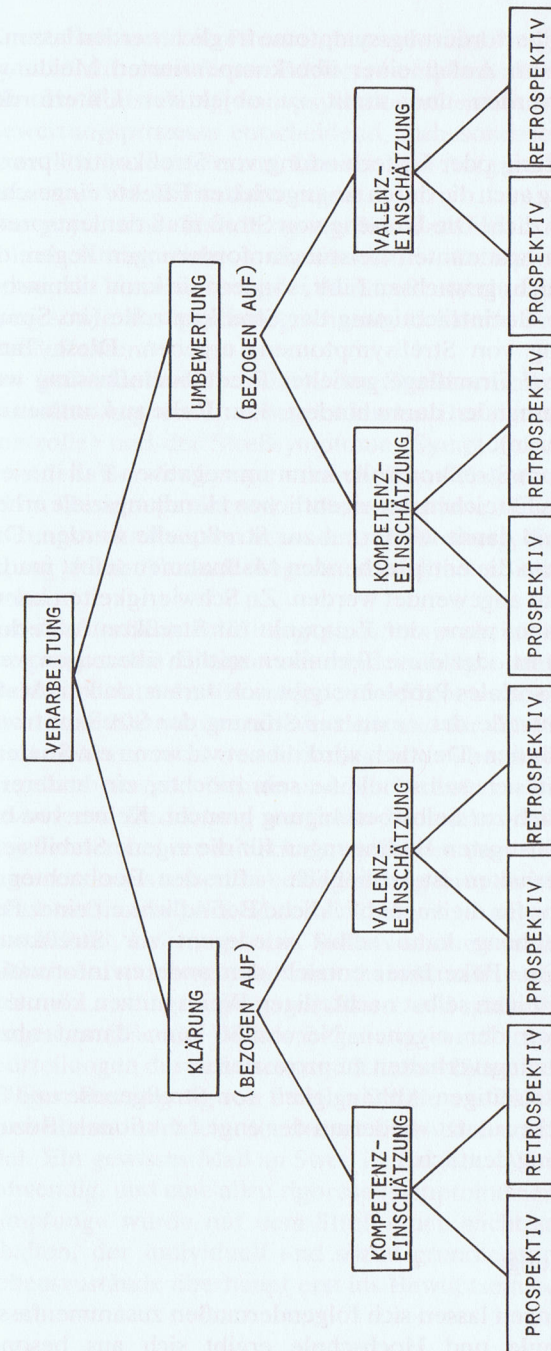 VERARBEITUNG
KLÄRUNG
(BEZOGEN AUF)
UMBEWERTUNG
(BEZOGEN AUF)
KOMPETENZ-
EINSCHÄTZUNG
VALENZ-
EINSCHÄTZUNG
KOMPETENZ-
EINSCHÄTZUNG
VALENZ-
EINSCHÄTZUNG
PROSPEKTIV
RETROSPEKTIV
PROSPEKTIV
RETROSPEKTIV
PROSPEKTIV
RETROSPEKTIV
PROSPEKTIV
RETROSPEKTIV